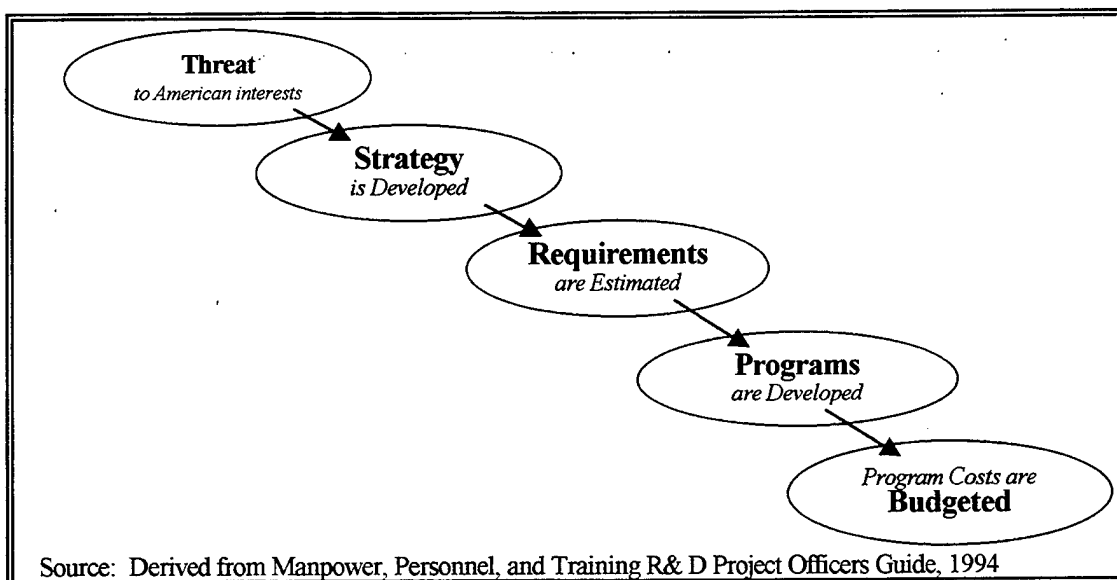 Threat
to American interests
Strategy
is Developed
Requirements
are Estimated
Programs
are Developed
Program Costs are
Budgeted
Source: Derived from Manpower, Personnel, and Training R& D Project Officers Guide, 1994